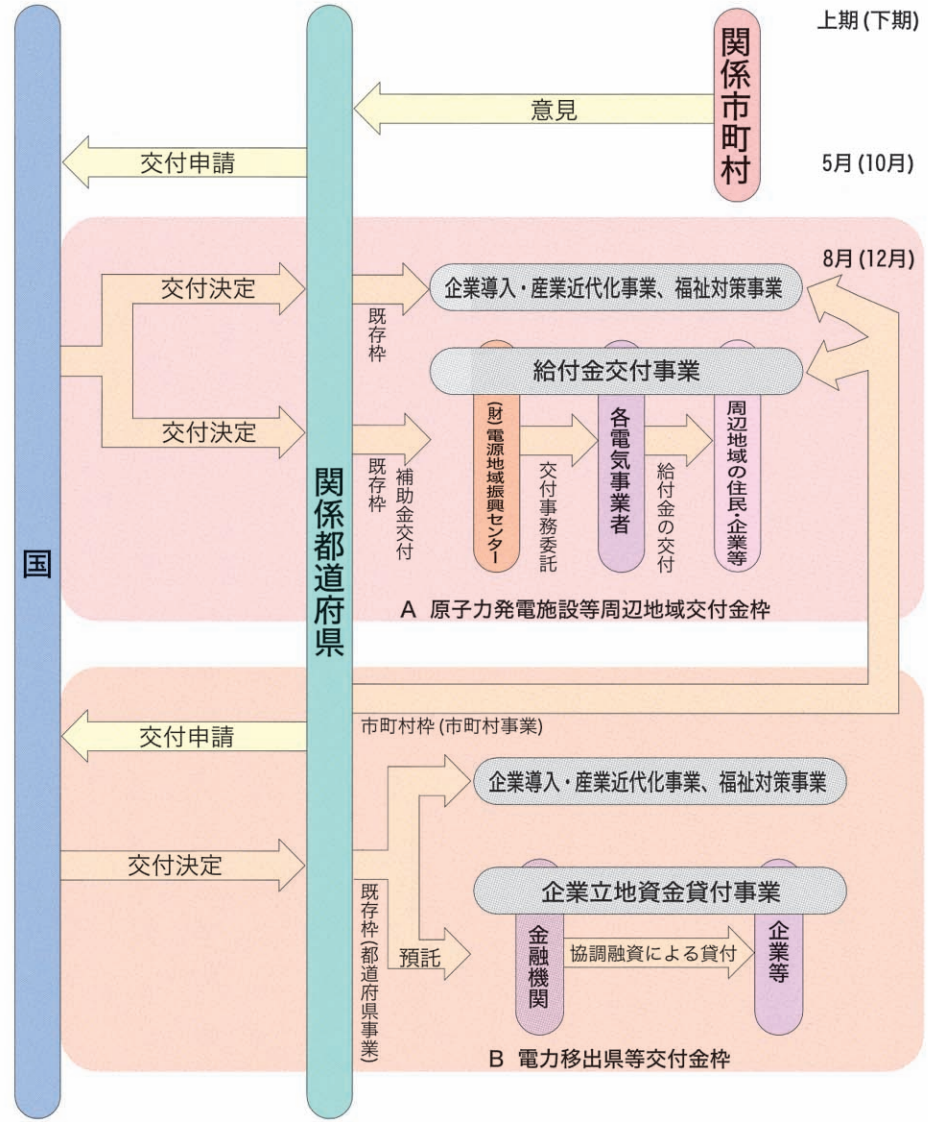 上期(下期)
関係市町村
意見
交付申請
5月(10月)
8月(12月)
交付決定
既存枠
企業導入・産業近代化事業、福祉対策事業
給付金交付事業
交付決定
既存枠
補助金交付
(財)電源地域振興センター
交付事務委託
各電気事業者
給付金の交付
周辺地域の住民・企業等
国
関係都道府県
A 原子力発電施設等周辺地域交付金枠
市町村枠(市町村事業)
交付申請
企業導入・産業近代化事業、福祉対策事業
交付決定
既存枠(都道府県事業)
預託
企業立地資金貸付事業
金融機関
協調融資による貸付
企業等
B 電力移出県等交付金枠